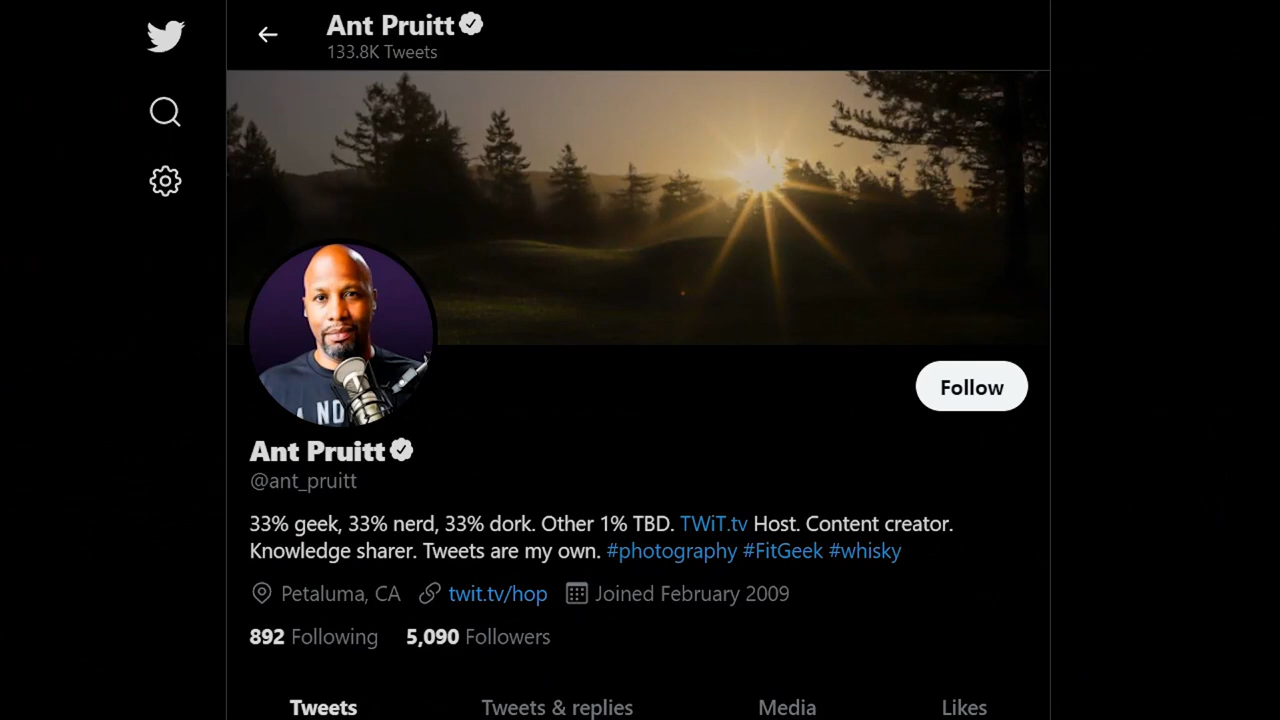 Ant Pruitt
133.8K Tweets
ND
Follow
Ant Pruitt
@ant_pruitt
33% geek, 33% nerd, 33% dork. Other 1% TBD. TWiT.tv Host. Content creator.
Knowledge sharer. Tweets are my own. #photography #FitGeek #whisky
Petaluma, CA twit.tv/hop Joined February 2009
892 Following 5,090 Followers
Tweets Tweets & replies Media Likes